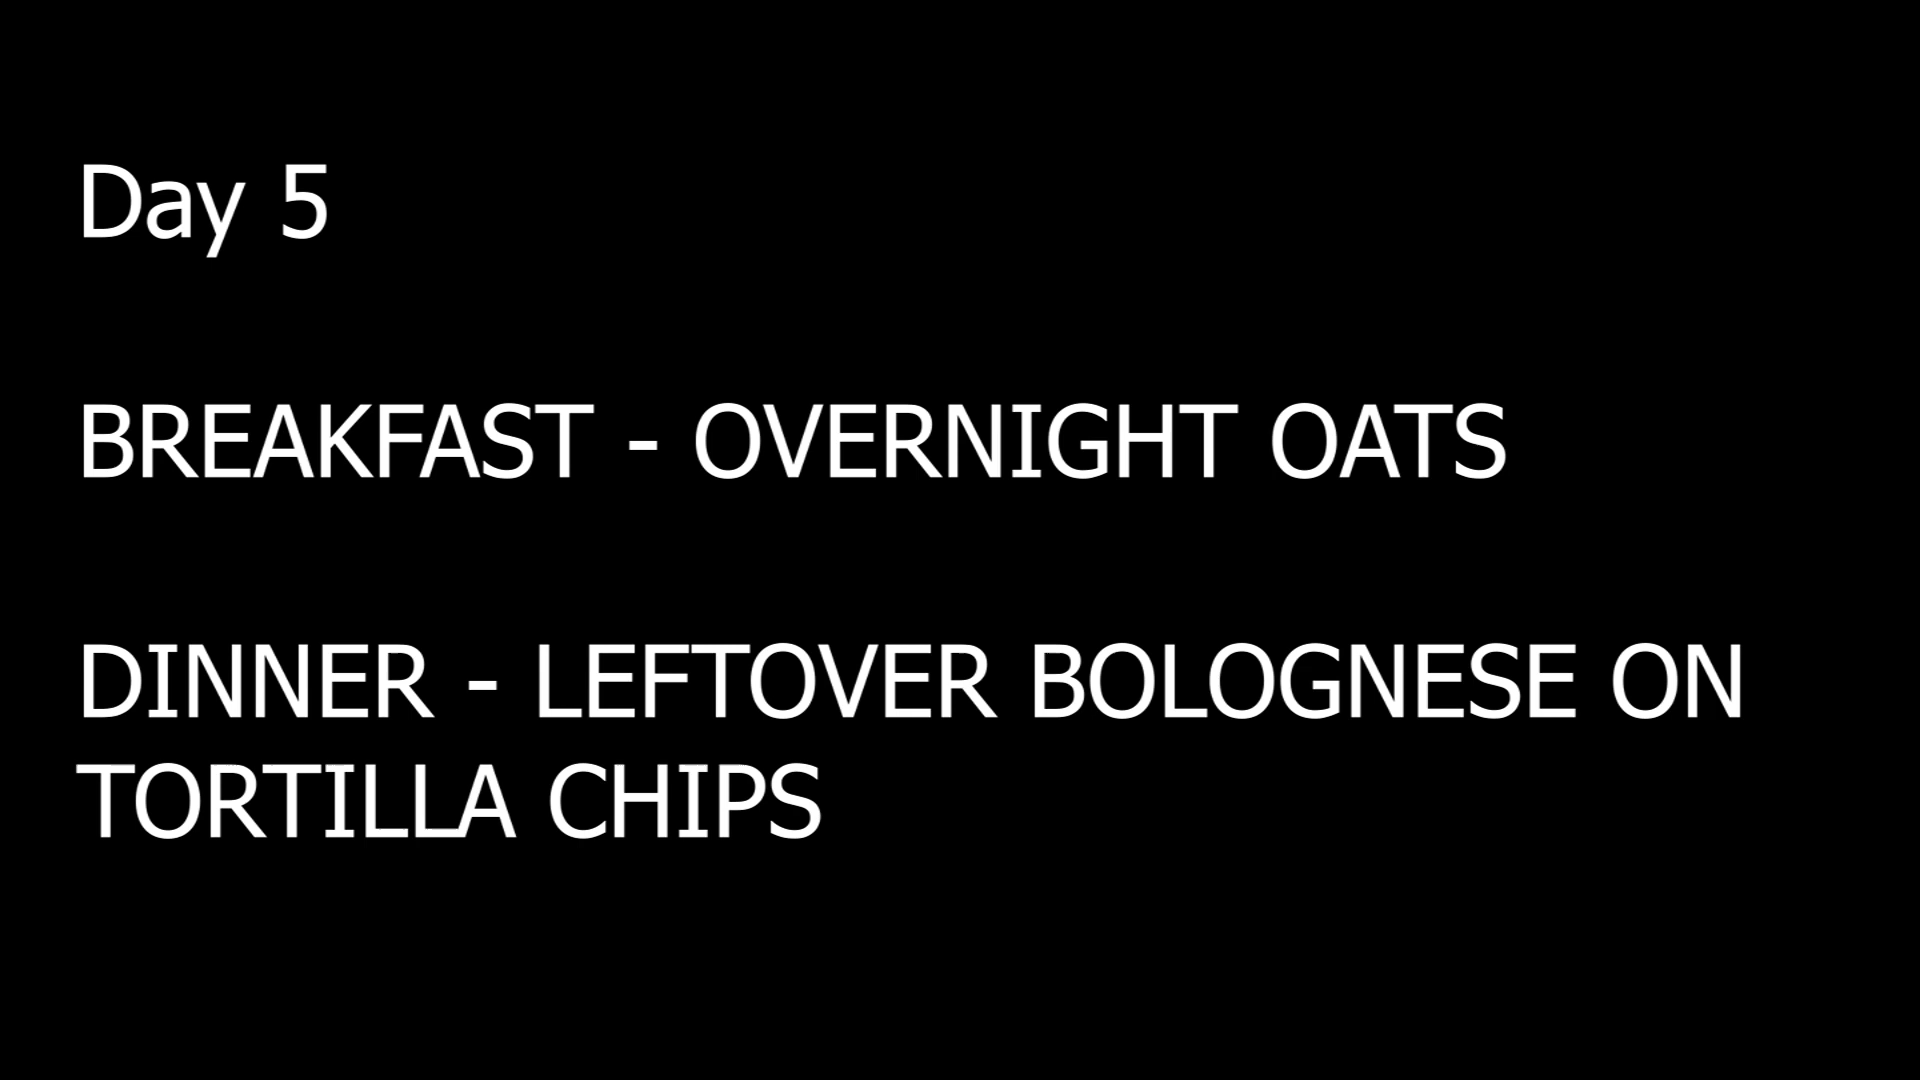 Day 5
BREAKFAST - OVERNIGHT OATS
DINNER - LEFTOVER BOLOGNESE ON
TORTILLA CHIPS